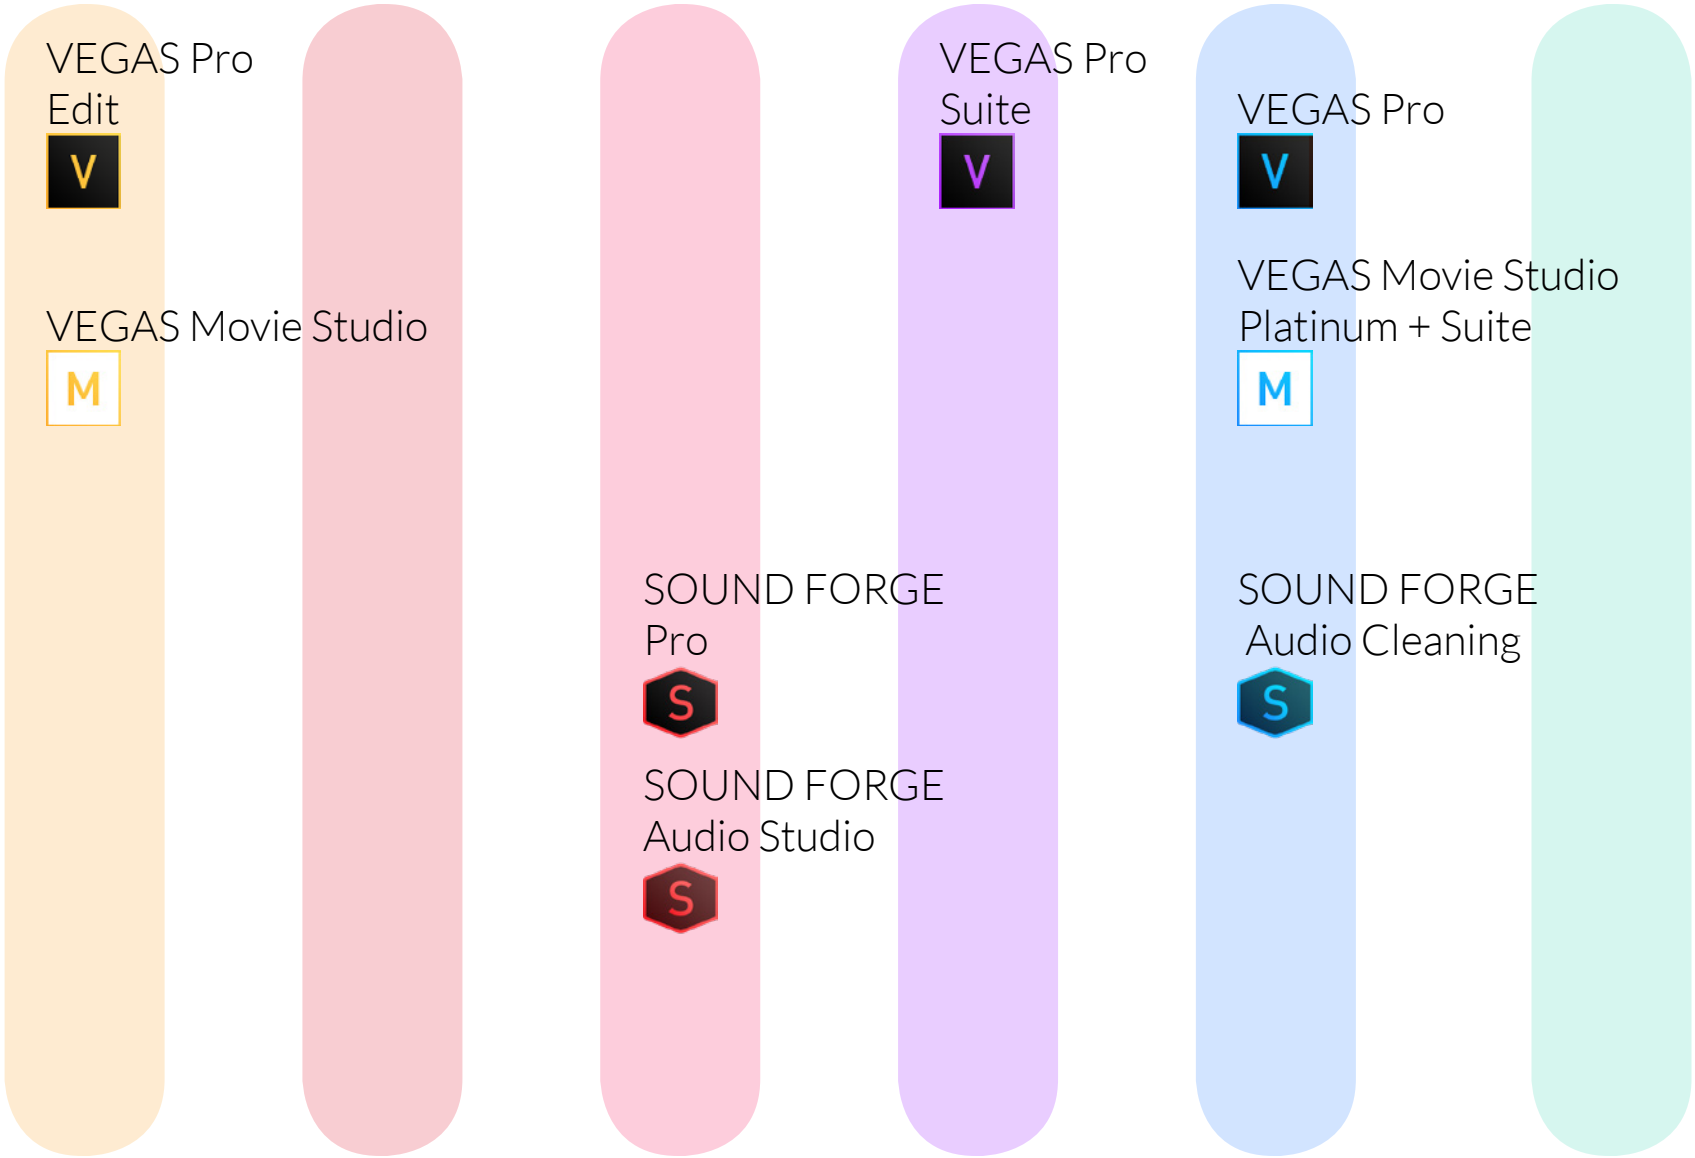 VEGAS Pro
Edit
V
VEGAS Pro
Suite
V
VEGAS Pro
V
VEGAS Movie Studio
M
VEGAS Movie Studio
Platinum + Suite
M
SOUND FORGE
Pro
S
SOUND FORGE
Audio Cleaning
S
SOUND FORGE
Audio Studio
S